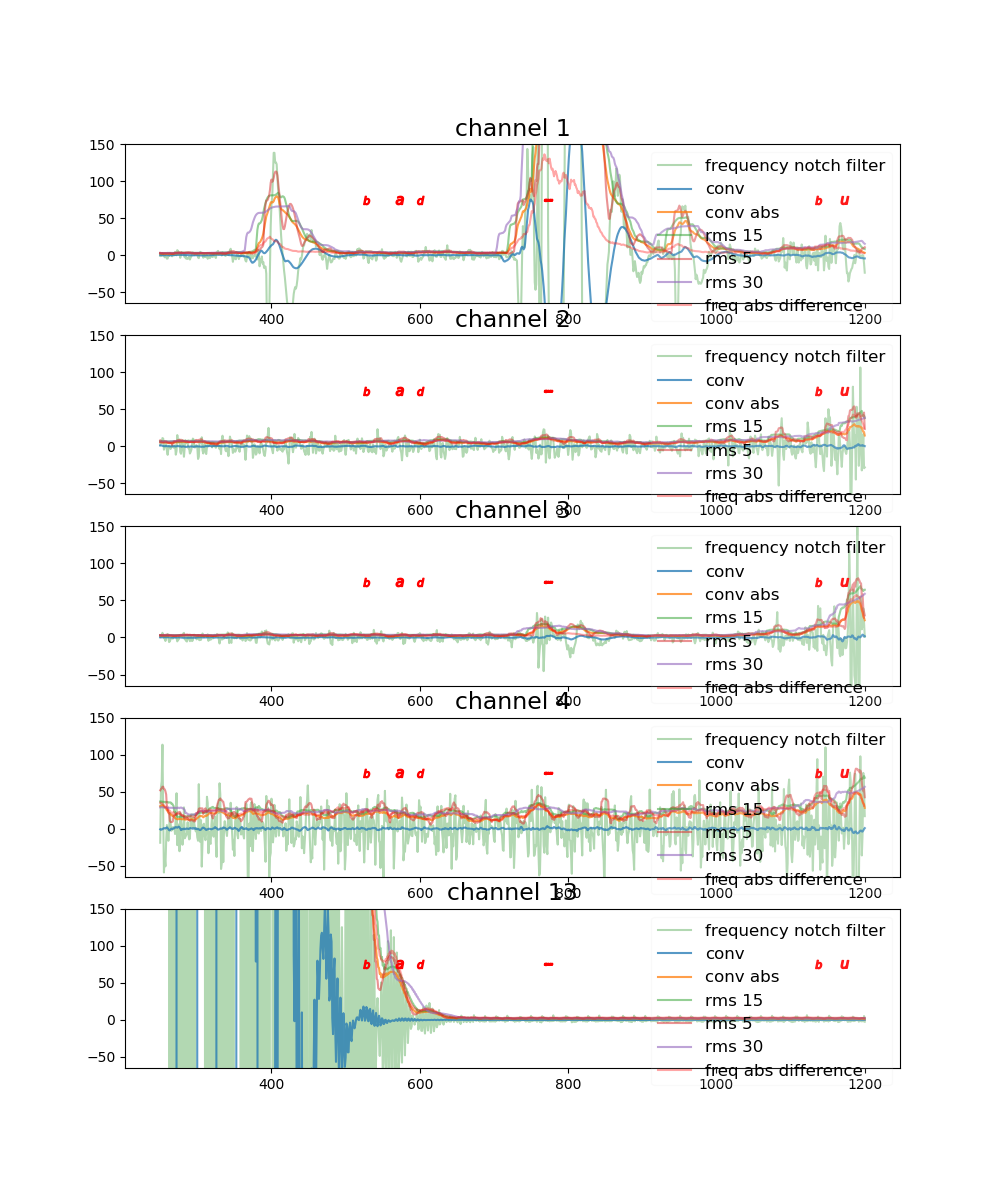 channel 1
150
100
50
0
−50
b a d − b u
frequency notch filter
conv
conv abs
rms 15
rms 5
rms 30
freq abs difference
400 600 800 1000 1200
channel 2
150
100
50
0
−50
b a d − b u
frequency notch filter
conv
conv abs
rms 15
rms 5
rms 30
freq abs difference
400 600 800 1000 1200
channel 3
150
100
50
0
−50
b a d − b u
frequency notch filter
conv
conv abs
rms 15
rms 5
rms 30
freq abs difference
400 600 800 1000 1200
channel 4
150
100
50
0
−50
b a d − b u
frequency notch filter
conv
conv abs
rms 15
rms 5
rms 30
freq abs difference
400 600 800 1000 1200
channel 13
150
100
50
0
−50
b a d − b u
frequency notch filter
conv
conv abs
rms 15
rms 5
rms 30
freq abs difference
400 600 800 1000 1200